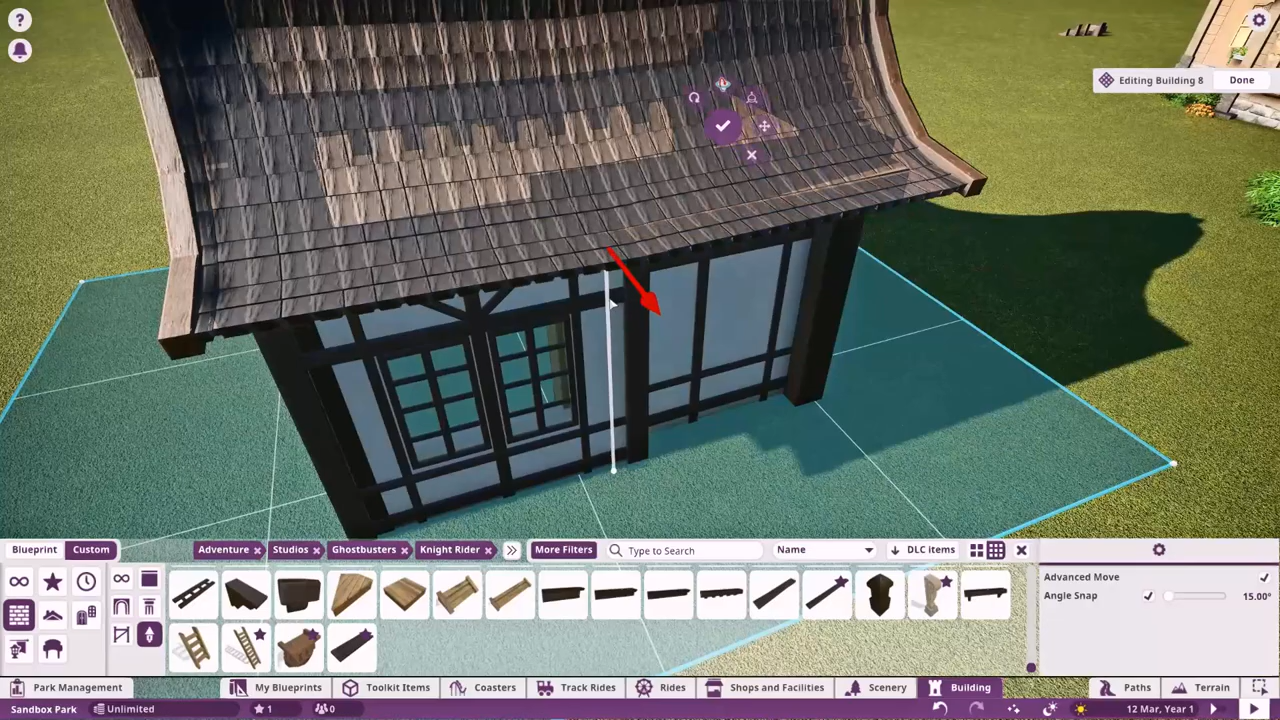 ?
Editing Building 8 Done
Blueprint Custom Adventure × Studios × Ghostbusters × Knight Rider × » More Filters Type to Search Name DLC Items
Advanced Move
Angle Snap 15.00°
Park Management My Blueprints Toolkit Items Coasters Track Rides Rides Shops and Facilities Scenery Building Paths Terrain
Sandbox Park Unlimited 1 0 12 Mar, Year 1